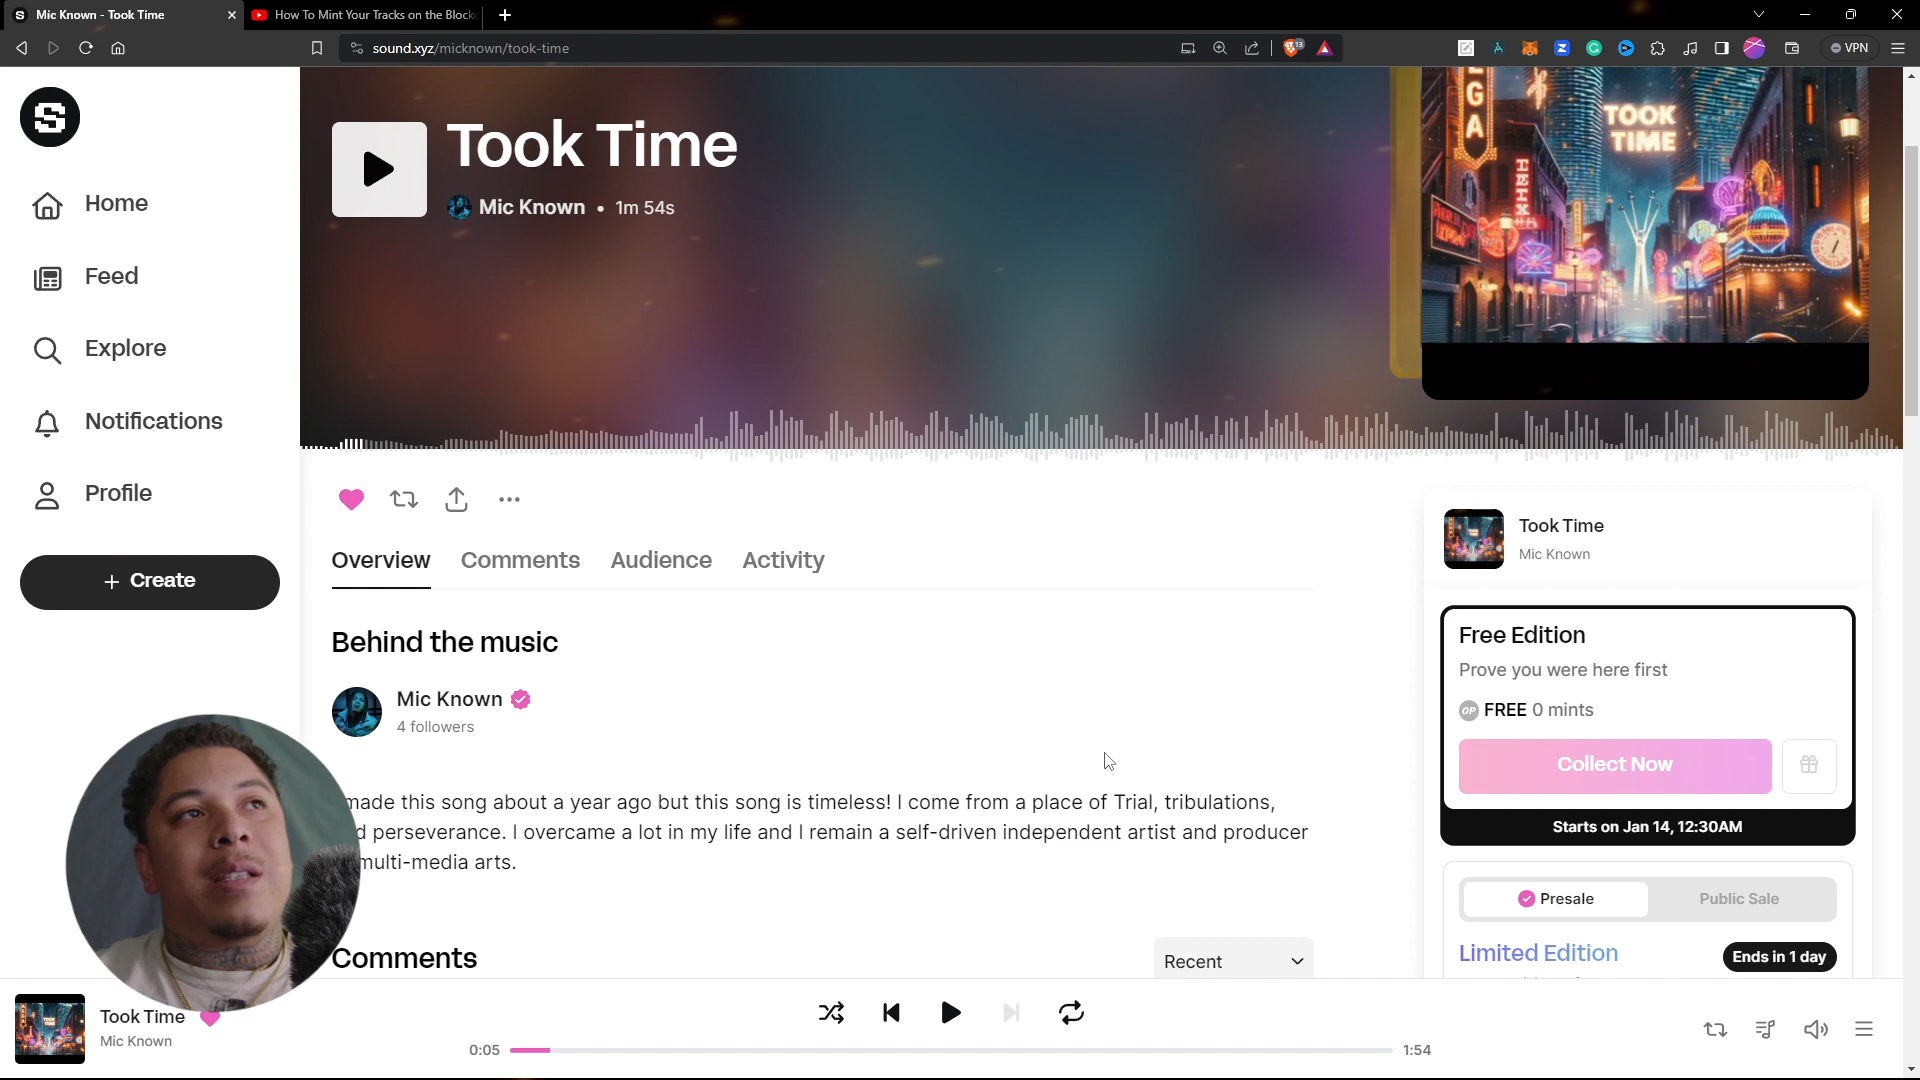 Mic Known - Took Time
How To Mint Your Tracks on the Block
sound.xyz/micknown/took-time
13
VPN
Home
Feed
Explore
Notifications
Profile
+ Create
Took Time
Mic Known • 1m 54s
TOOK
TIME
Overview
Comments
Audience
Activity
Behind the music
Mic Known
4 followers
made this song about a year ago but this song is timeless! I come from a place of Trial, tribulations,
perseverance. I overcame a lot in my life and I remain a self-driven independent artist and producer
multi-media arts.
Comments
Recent
Took Time
Mic Known
Free Edition
Prove you were here first
OP FREE 0 mints
Collect Now
Starts on Jan 14, 12:30AM
Presale
Public Sale
Limited Edition
Ends in 1 day
Took Time
Mic Known
0:05
1:54